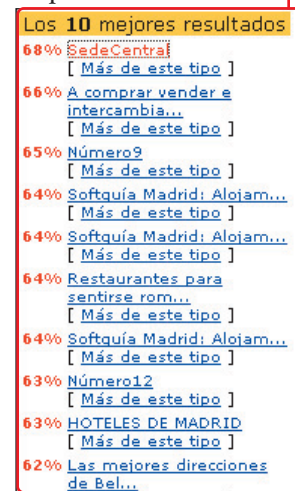 Los 10 mejores resultados
68% SedeCentral
[ Más de este tipo ]
66% A comprar vender e
intercambia...
[ Más de este tipo ]
65% Número9
[ Más de este tipo ]
64% Softguía Madrid: Alojam...
[ Más de este tipo ]
64% Softguía Madrid: Alojam...
[ Más de este tipo ]
64% Restaurantes para
sentirse rom...
[ Más de este tipo ]
64% Softguía Madrid: Alojam...
[ Más de este tipo ]
63% Número12
[ Más de este tipo ]
63% HOTELES DE MADRID
[ Más de este tipo ]
62% Las mejores direcciones
de Bel...